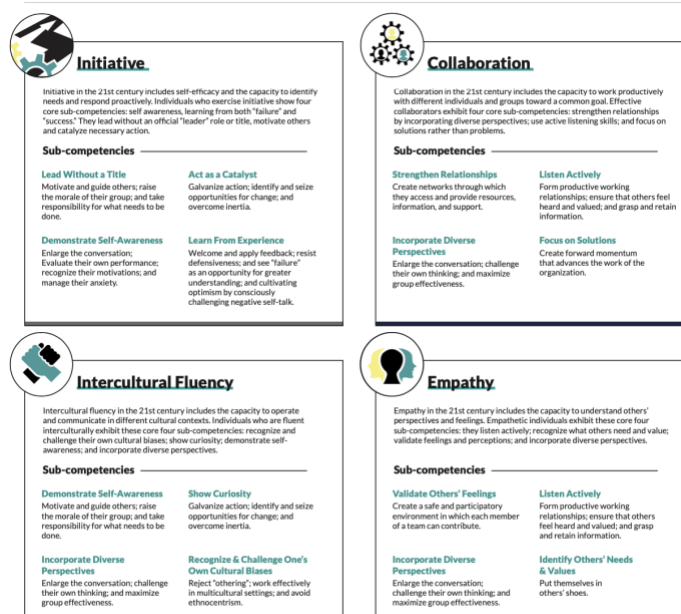 Initiative
Initiative in the 21st century includes self-efficacy and the capacity to identify
needs and respond proactively. Individuals who exercise initiative show four
core sub-competencies: self awareness, learning from both "failure" and
"success." They lead without an official "leader" role or title, motivate others
and catalyze necessary action.
Sub-competencies
Lead Without a Title
Motivate and guide others; raise
the morale of their group; and take
responsibility for what needs to be
done.
Act as a Catalyst
Galvanize action; identify and seize
opportunities for change; and
overcome inertia.
Demonstrate Self-Awareness
Enlarge the conversation;
Evaluate their own performance;
recognize their motivations; and
manage their anxiety.
Learn From Experience
Welcome and apply feedback; resist
defensiveness; and see "failure"
as an opportunity for greater
understanding; and cultivating
optimism by consciously
challenging negative self-talk.
Collaboration
Collaboration in the 21st century includes the capacity to work productively
with different individuals and groups toward a common goal. Effective
collaborators exhibit four core sub-competencies: strengthen relationships
by incorporating diverse perspectives; use active listening skills; and focus on
solutions rather than problems.
Sub-competencies
Strengthen Relationships
Create networks through which
they access and provide resources,
information, and support.
Listen Actively
Form productive working
relationships; ensure that others feel
heard and valued; and grasp and retain
information.
Incorporate Diverse
Perspectives
Enlarge the conversation; challenge
their own thinking; and maximize
group effectiveness.
Focus on Solutions
Create forward momentum
that advances the work of the
organization.
Intercultural Fluency
Intercultural fluency in the 21st century includes the capacity to operate
and communicate in different cultural contexts. Individuals who are fluent
interculturally exhibit these core four sub-competencies: recognize and
challenge their own cultural biases; show curiosity; demonstrate self-
awareness; and incorporate diverse perspectives.
Sub-competencies
Demonstrate Self-Awareness
Motivate and guide others; raise
the morale of their group; and take
responsibility for what needs to be
done.
Show Curiosity
Galvanize action; identify and seize
opportunities for change; and
overcome inertia.
Incorporate Diverse
Perspectives
Enlarge the conversation; challenge
their own thinking; and maximize
group effectiveness.
Recognize & Challenge One's
Own Cultural Biases
Reject "othering"; work effectively
in multicultural settings; and avoid
ethnocentrism.
Empathy
Empathy in the 21st century includes the capacity to understand others'
perspectives and feelings. Empathetic individuals exhibit these core four
sub-competencies: they listen actively; recognize what others need and value;
validate feelings and perceptions; and incorporate diverse perspectives.
Sub-competencies
Validate Others' Feelings
Create a safe and participatory
environment in which each member
of a team can contribute.
Listen Actively
Form productive working
relationships; ensure that others
feel heard and valued; and grasp
and retain information.
Incorporate Diverse
Perspectives
Enlarge the conversation;
challenge their own thinking; and
maximize group effectiveness.
Identify Others' Needs
& Values
Put themselves in
others' shoes.